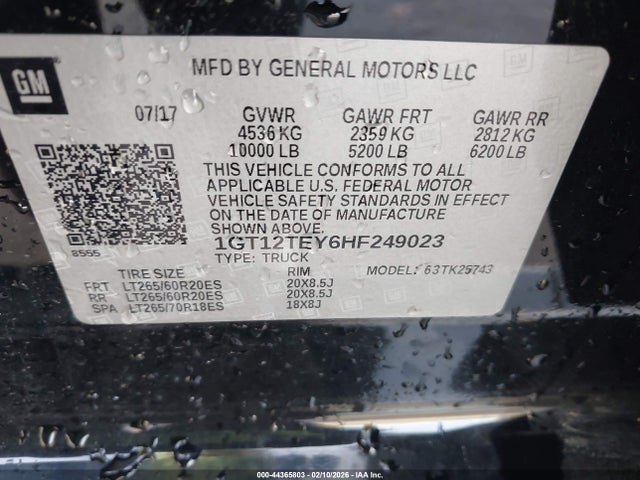 GM
MFD BY GENERAL MOTORS LLC
07/17 GVWR GAWR FRT GAWR RR
4536 KG 2359 KG 2812 KG
10000 LB 5200 LB 6200 LB
THIS VEHICLE CONFORMS TO ALL
APPLICABLE U.S. FEDERAL MOTOR
VEHICLE SAFETY STANDARDS IN EFFECT
ON THE DATE OF MANUFACTURE
SHOWN ABOVE.
8555
1GT12TEY6HF249023
TYPE: TRUCK MODEL: 63TK25743
TIRE SIZE RIM
FRT LT265/60R20ES 20X8.5J
RR LT265/60R20ES 20X8.5J
SPA LT265/70R18ES 18X8J
000-44365803 - 02/10/2026 - IAA Inc.